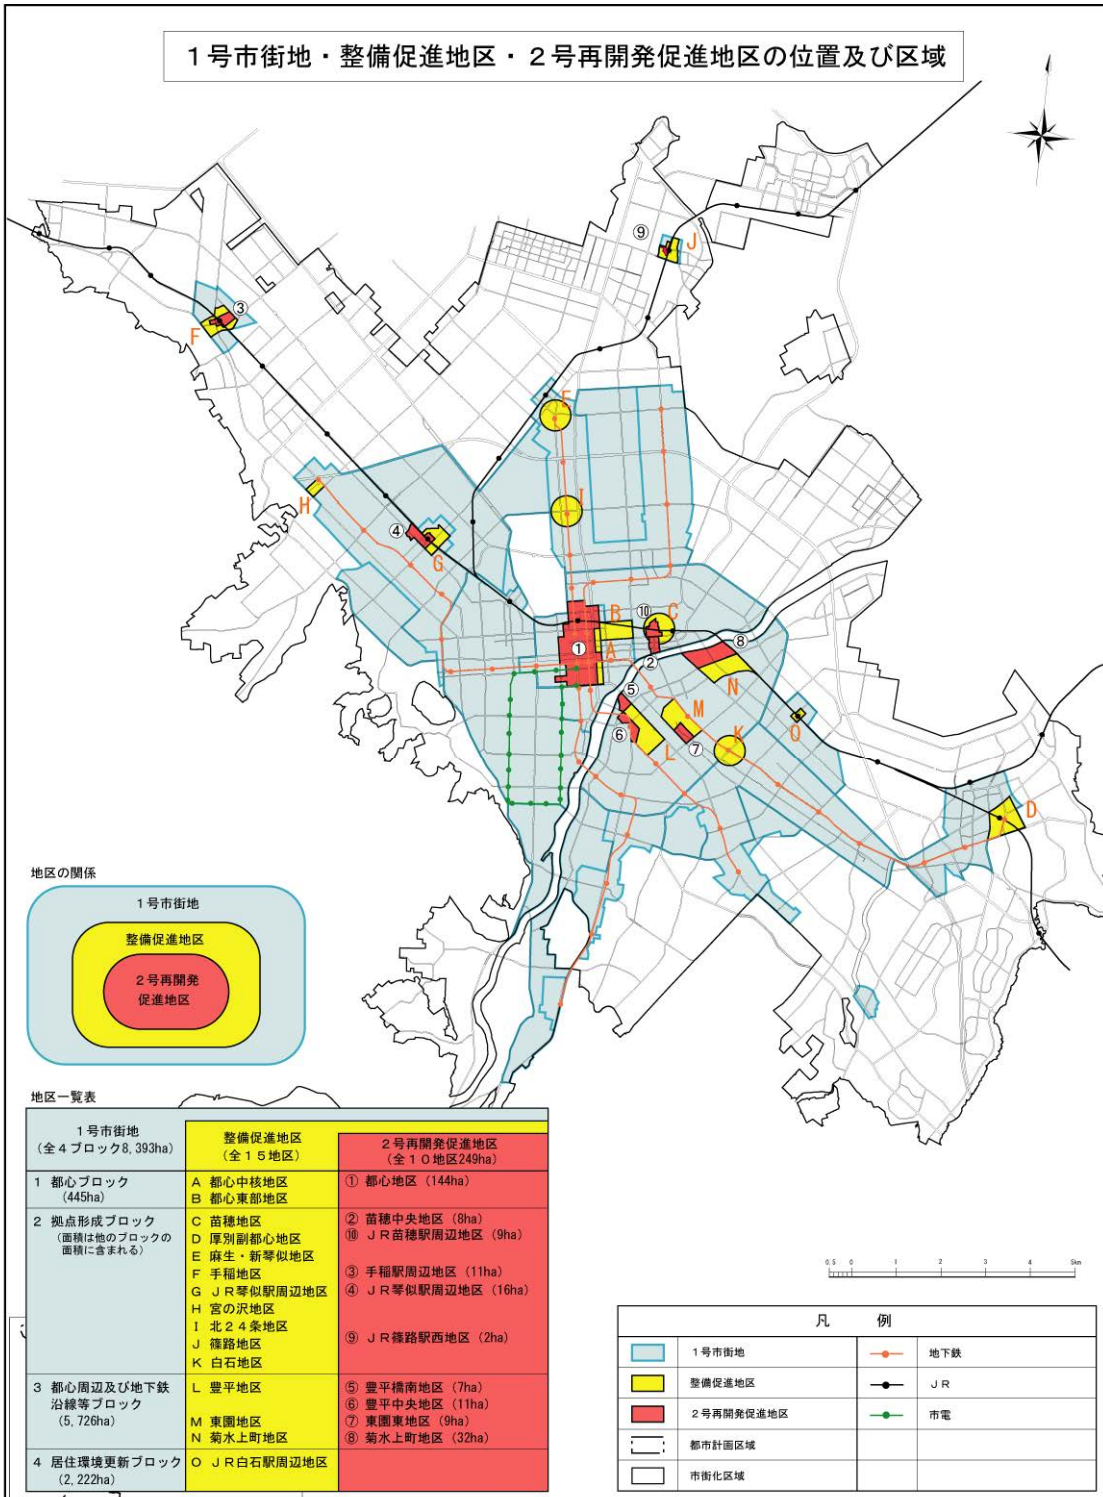 1号市街地・整備促進地区・2号再開発促進地区の位置及び区域
⑨
J
③
F
E
H
I
④
G
B
⑩
C
①
A
②
⑧
N
⑤
M
⑥
⑦
K
L
O
D
地区の関係
1号市街地
整備促進地区
2号再開発
促進地区
地区一覧表
1号市街地
(全4ブロック8,393ha)
整備促進地区
(全15地区)
2号再開発促進地区
(全10地区249ha)
1 都心ブロック
(445ha)
A 都心中核地区
B 都心東部地区
① 都心地区 (144ha)
2 拠点形成ブロック
(面積は他のブロックの
面積に含まれる)
C 苗穂地区
D 厚別副都心地区
E 麻生・新琴似地区
F 手稲地区
G JR琴似駅周辺地区
H 宮の沢地区
I 北24条地区
J 篠路地区
K 白石地区
② 苗穂中央地区 (8ha)
⑩ JR苗穂駅周辺地区 (9ha)
③ 手稲駅周辺地区 (11ha)
④ JR琴似駅周辺地区 (16ha)
⑨ JR篠路駅西地区 (2ha)
3 都心周辺及び地下鉄
沿線等ブロック
(5,726ha)
L 豊平地区
M 東園地区
N 菊水上町地区
⑤ 豊平橋南地区 (7ha)
⑥ 豊平中央地区 (11ha)
⑦ 東園東地区 (9ha)
⑧ 菊水上町地区 (32ha)
4 居住環境更新ブロック
(2,222ha)
O JR白石駅周辺地区
0.5 0 1 2 3 4 5km
凡 例
1号市街地
地下鉄
整備促進地区
JR
2号再開発促進地区
市電
都市計画区域
市街化区域